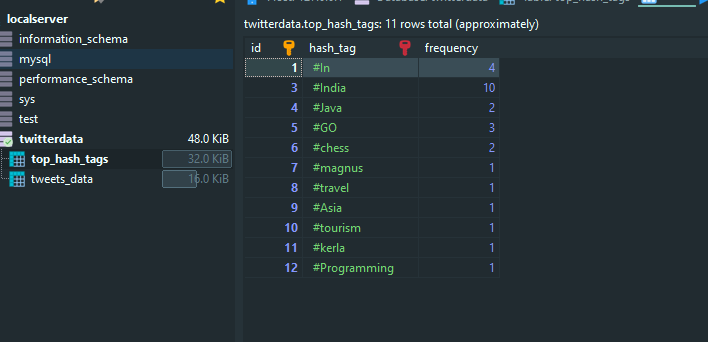 localserver
information_schema
mysql
performance_schema
sys
test
twitterdata 48.0 KiB
top_hash_tags 32.0 KiB
tweets_data 16.0 KiB
twitterdata.top_hash_tags: 11 rows total (approximately)
id hash_tag frequency
1 #In 4
3 #India 10
4 #Java 2
5 #GO 3
6 #chess 2
7 #magnus 1
8 #travel 1
9 #Asia 1
10 #tourism 1
11 #kerla 1
12 #Programming 1